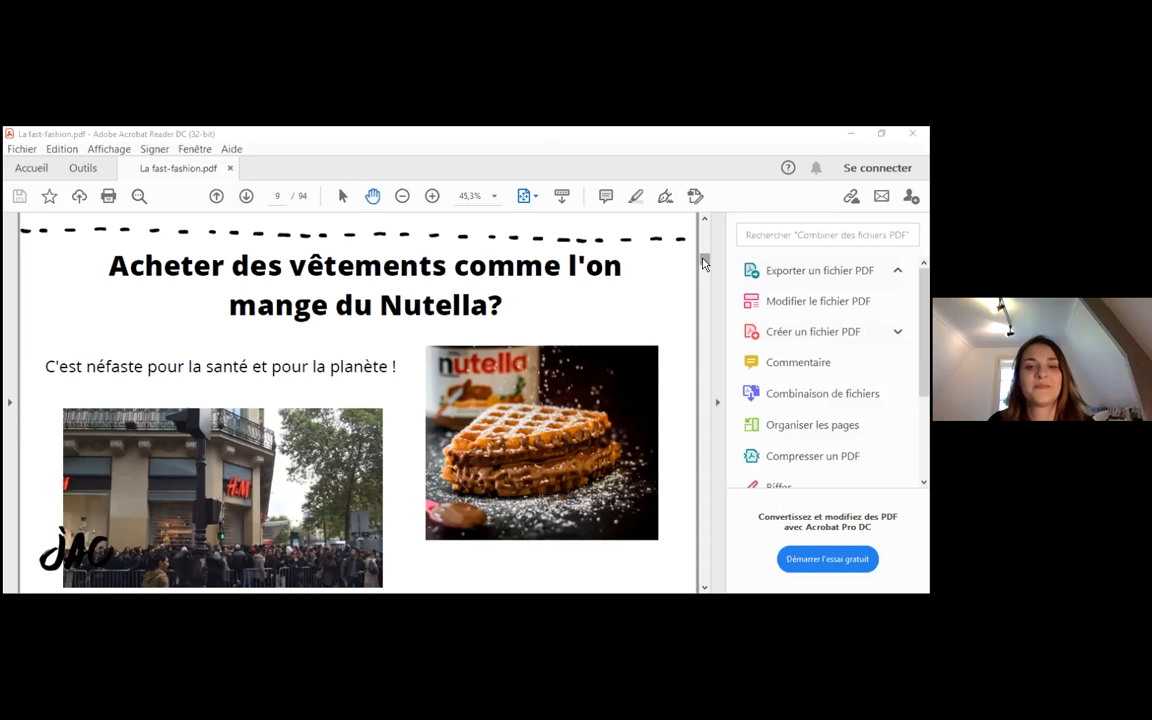 La fast-fashion.pdf - Adobe Acrobat Reader DC (32-bit)
Fichier Edition Affichage Signer Fenêtre Aide
Accueil Outils La fast-fashion.pdf × Se connecter
9 / 94 45,3%
Acheter des vêtements comme l'on
mange du Nutella?
C'est néfaste pour la santé et pour la planète !
nutella
H&M
JAC
Rechercher "Combiner des fichiers PDF"
Exporter un fichier PDF
Modifier le fichier PDF
Créer un fichier PDF
Commentaire
Combinaison de fichiers
Organiser les pages
Compresser un PDF
Biffer
Convertissez et modifiez des PDF
avec Acrobat Pro DC
Démarrer l'essai gratuit